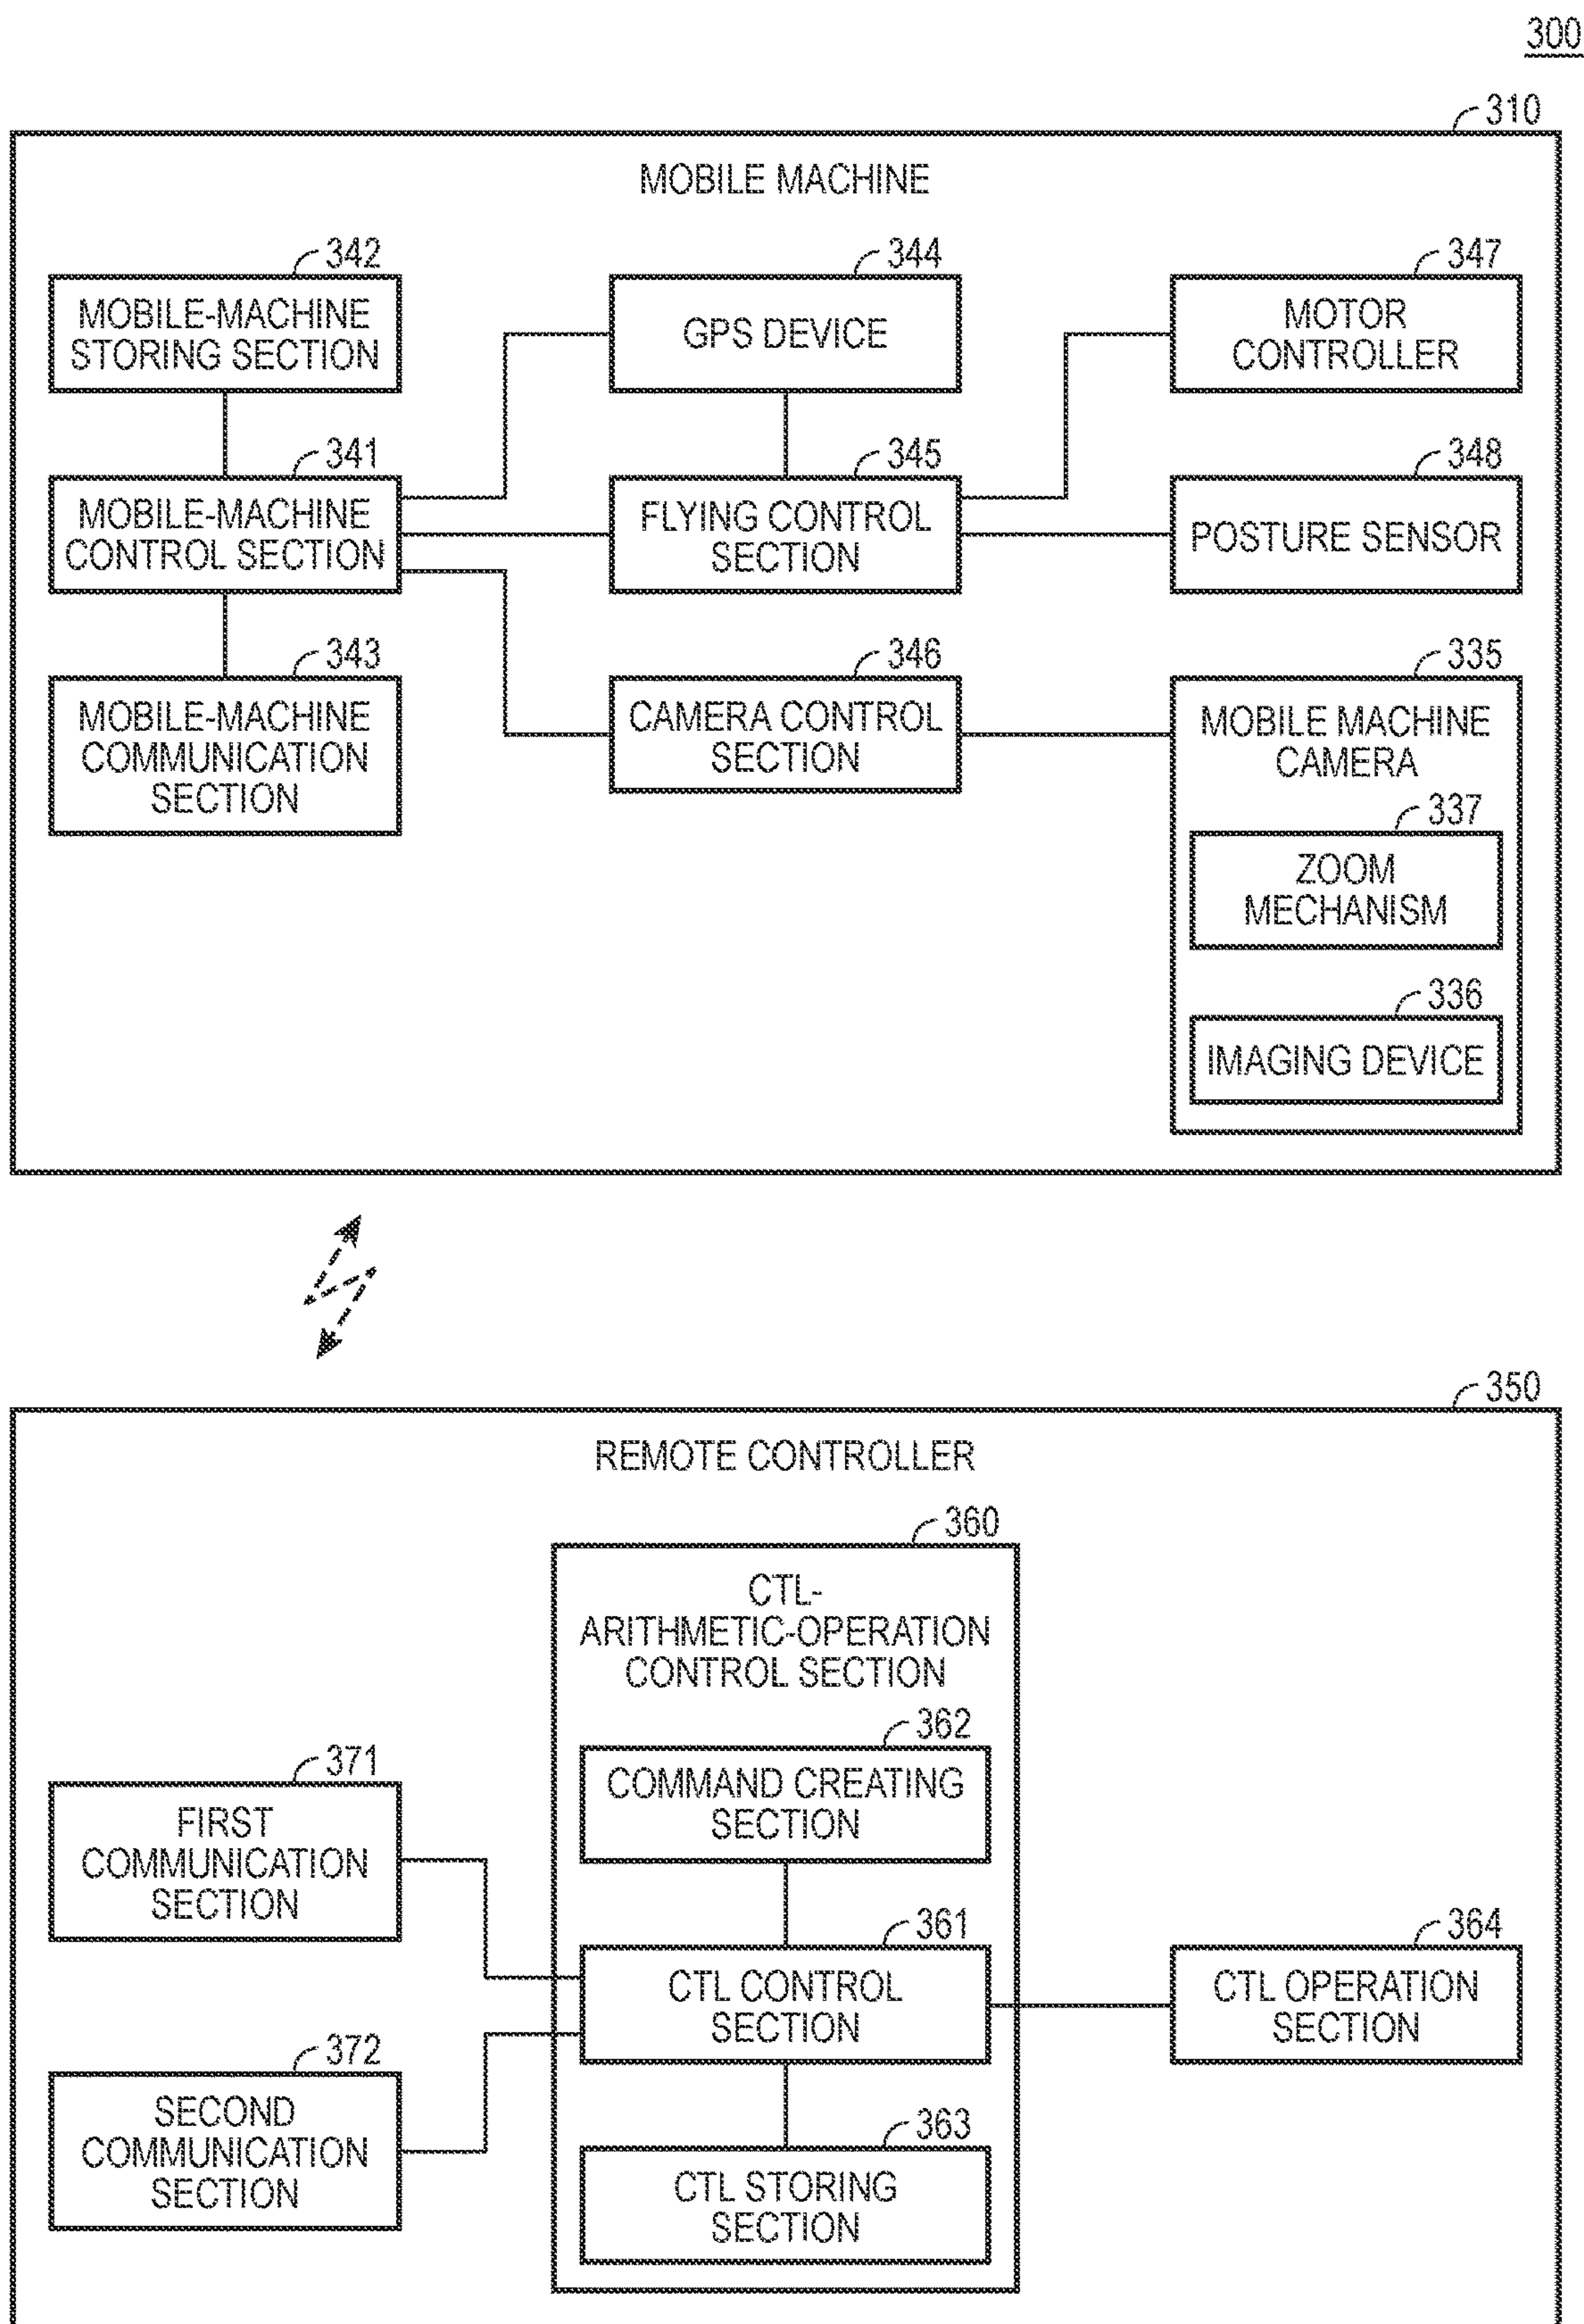 300
310
MOBILE MACHINE
342
MOBILE-MACHINE
STORING SECTION
344
GPS DEVICE
347
MOTOR
CONTROLLER
341
MOBILE-MACHINE
CONTROL SECTION
345
FLYING CONTROL
SECTION
348
POSTURE SENSOR
343
MOBILE-MACHINE
COMMUNICATION
SECTION
346
CAMERA CONTROL
SECTION
335
MOBILE MACHINE
CAMERA
337
ZOOM
MECHANISM
336
IMAGING DEVICE
350
REMOTE CONTROLLER
360
CTL-
ARITHMETIC-OPERATION
CONTROL SECTION
362
COMMAND CREATING
SECTION
371
FIRST
COMMUNICATION
SECTION
361
CTL CONTROL
SECTION
364
CTL OPERATION
SECTION
372
SECOND
COMMUNICATION
SECTION
363
CTL STORING
SECTION